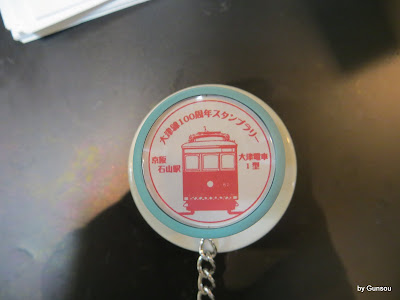 大津線100周年スタンプラリー
京阪
石山駅
大津電車
1型
by Gunsou